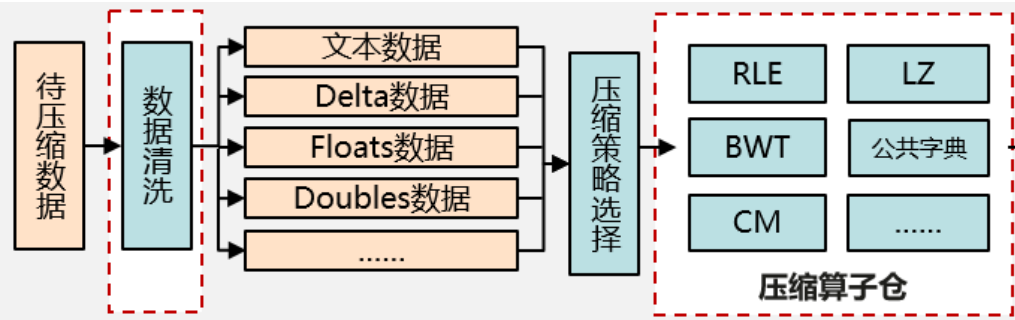 待压缩数据
数据清洗
文本数据
Delta数据
Floats数据
Doubles数据
……
压缩策略选择
RLE
LZ
BWT
公共字典
CM
……
压缩算子仓